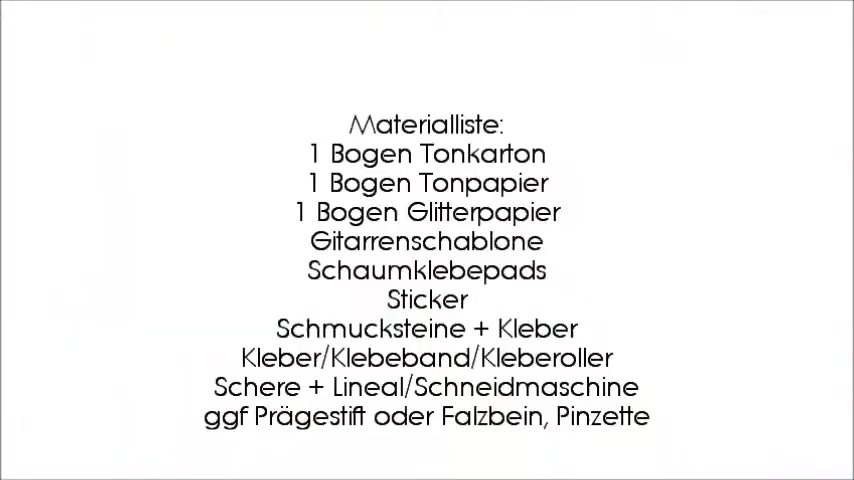 Materialliste:
1 Bogen Tonkarton
1 Bogen Tonpapier
1 Bogen Glitterpapier
Gitarrenschablone
Schaumklebepads
Sticker
Schmucksteine + Kleber
Kleber/Klebeband/Kleberoller
Schere + Lineal/Schneidmaschine
ggf Prägestift oder Falzbein, Pinzette